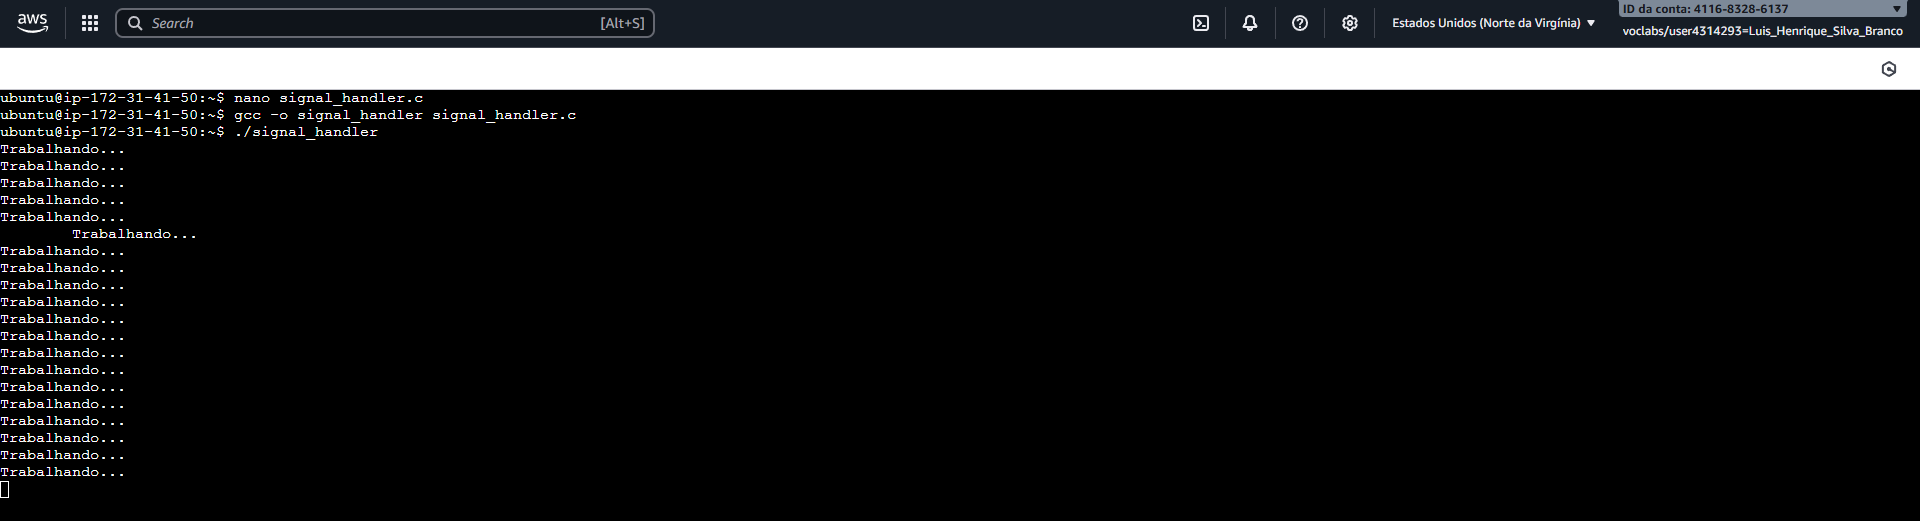 aws
Search
[Alt+S]
Estados Unidos (Norte da Virgínia)
ID da conta: 4116-8328-6137
voclabs/user4314293=Luis_Henrique_Silva_Branco
ubuntu@ip-172-31-41-50:~$ nano signal_handler.c
ubuntu@ip-172-31-41-50:~$ gcc -o signal_handler signal_handler.c
ubuntu@ip-172-31-41-50:~$ ./signal_handler
Trabalhando...
Trabalhando...
Trabalhando...
Trabalhando...
Trabalhando...
        Trabalhando...
Trabalhando...
Trabalhando...
Trabalhando...
Trabalhando...
Trabalhando...
Trabalhando...
Trabalhando...
Trabalhando...
Trabalhando...
Trabalhando...
Trabalhando...
Trabalhando...
Trabalhando...
Trabalhando...